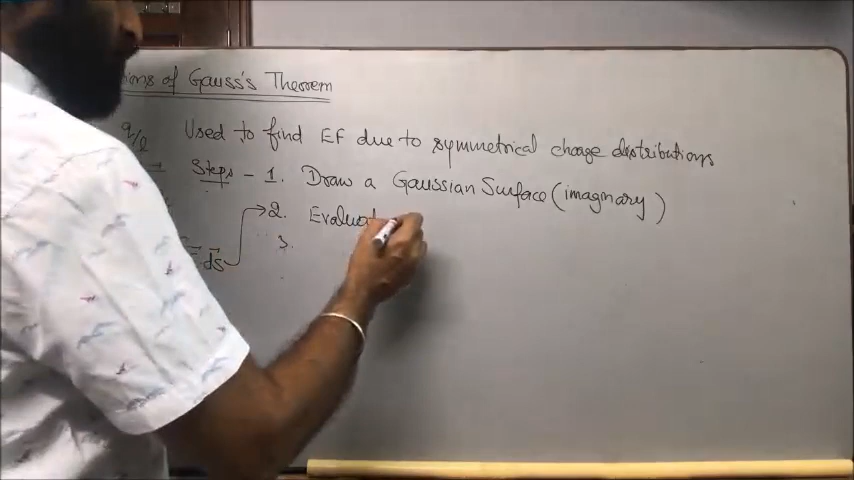 of Gauss's Theorem
q/l Used to find EF due to symmetrical charge distributions
Steps - 1. Draw a Gaussian Surface (imaginary)
2. Evaluat
3.
ds